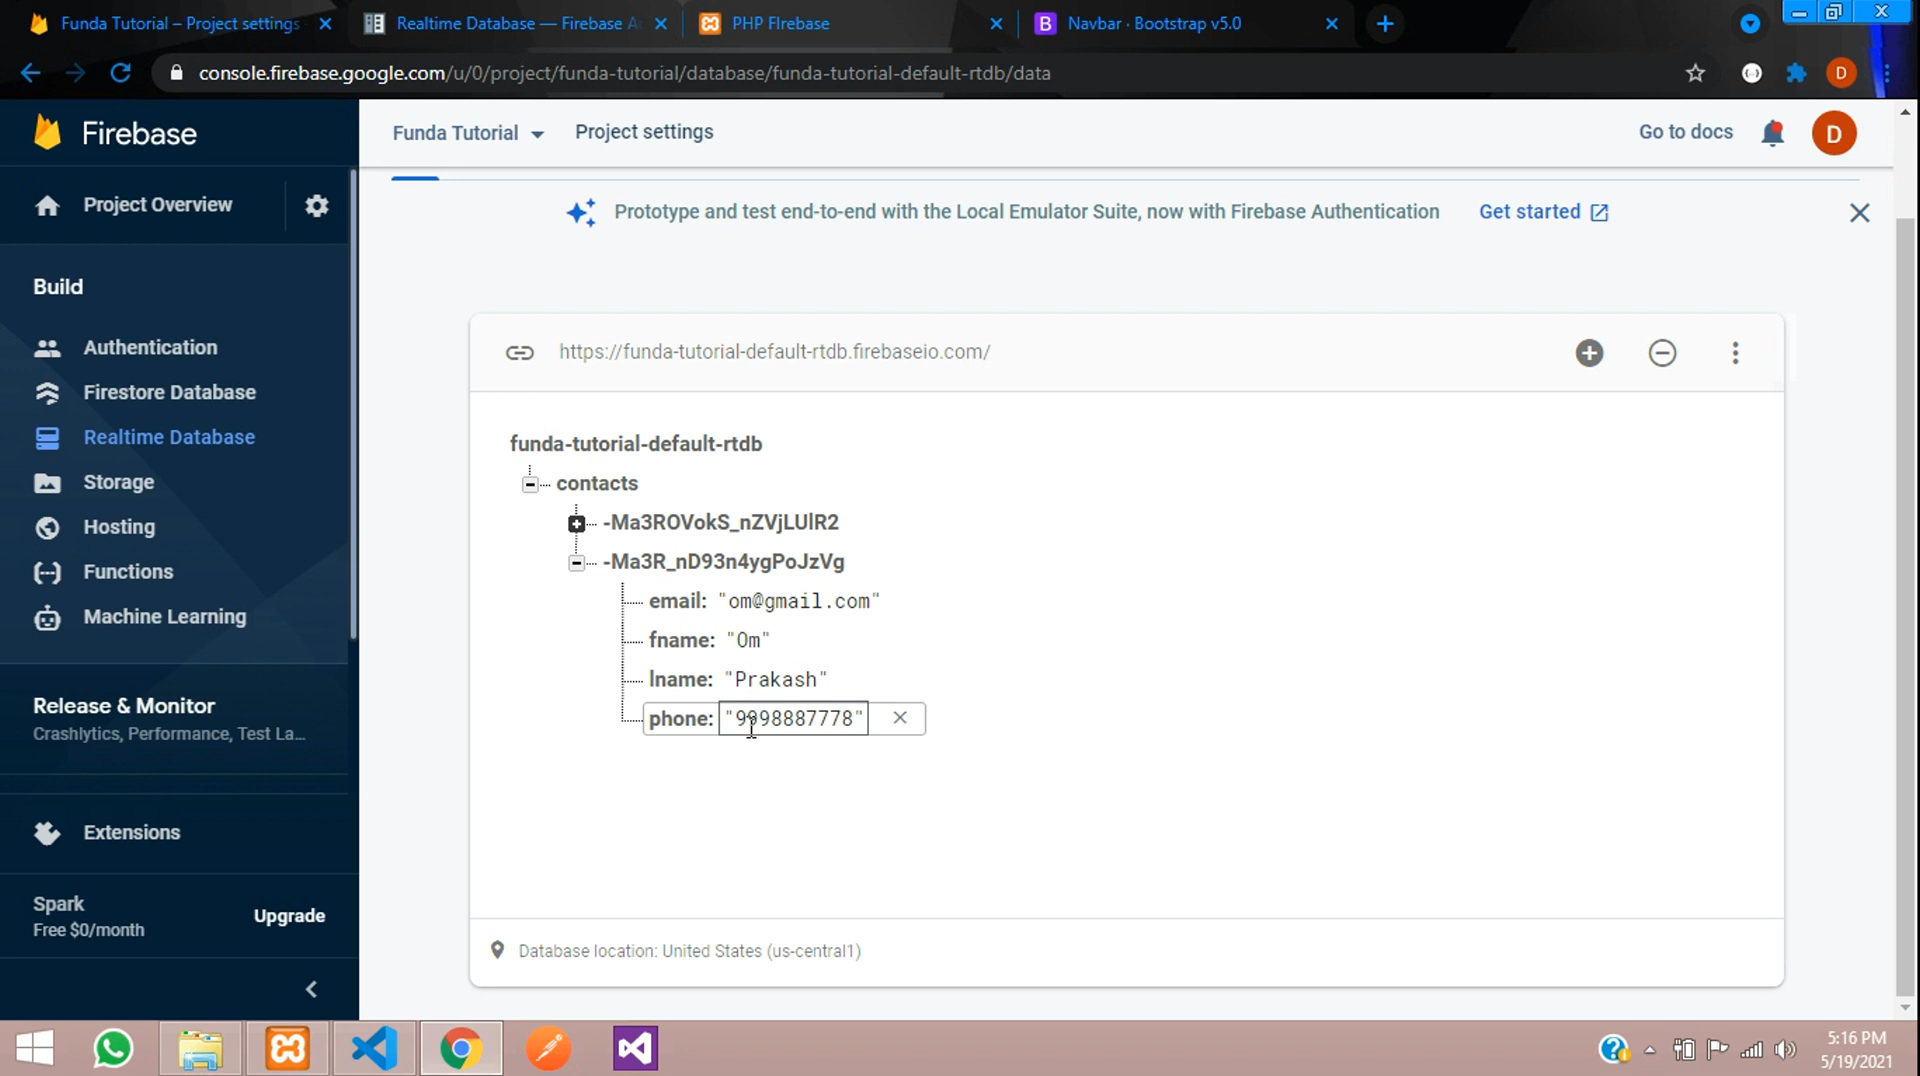 Funda Tutorial – Project settings
Realtime Database — Firebase A
PHP FIrebase
Navbar · Bootstrap v5.0
console.firebase.google.com/u/0/project/funda-tutorial/database/funda-tutorial-default-rtdb/data
D
Firebase
Funda Tutorial
Project settings
Go to docs
D
Project Overview
Prototype and test end-to-end with the Local Emulator Suite, now with Firebase Authentication
Get started
Build
Authentication
Firestore Database
Realtime Database
Storage
Hosting
Functions
Machine Learning
https://funda-tutorial-default-rtdb.firebaseio.com/
funda-tutorial-default-rtdb
contacts
-Ma3ROVokS_nZVjLUlR2
-Ma3R_nD93n4ygPoJzVg
email: "om@gmail.com"
fname: "Om"
lname: "Prakash"
phone: "9998887778"
Release & Monitor
Crashlytics, Performance, Test La...
Extensions
Spark
Free $0/month
Upgrade
Database location: United States (us-central1)
5:16 PM
5/19/2021